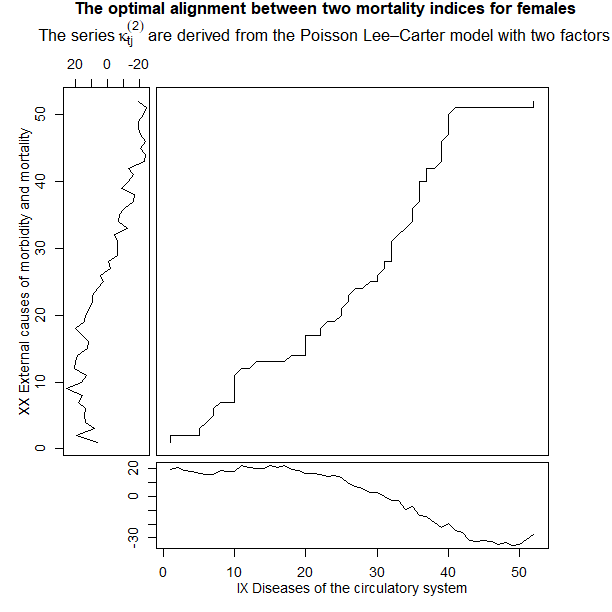 The optimal alignment between two mortality indices for females
The series κ_tj^(2) are derived from the Poisson Lee–Carter model with two factors
20 0 -20
XX External causes of morbidity and mortality
0 10 20 30 40 50
20 0 -30
0 10 20 30 40 50
IX Diseases of the circulatory system